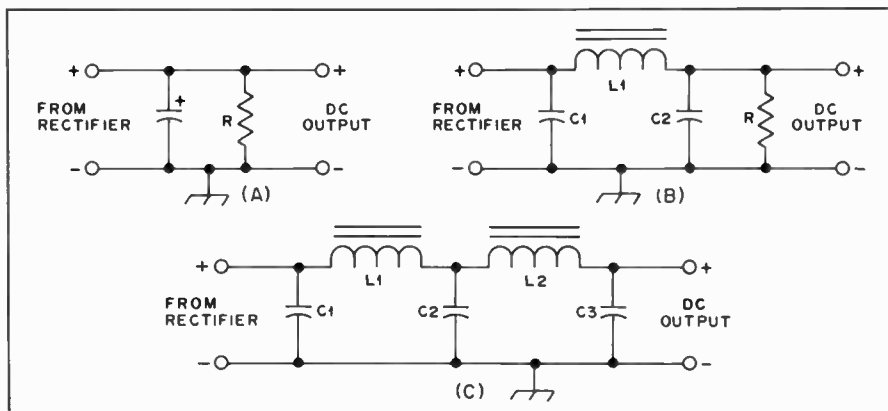 + + R + FROM RECTIFIER DC OUTPUT - -
(A)
+ L1 + FROM RECTIFIER C1 C2 R DC OUTPUT - -
(B)
+ L1 L2 + FROM RECTIFIER C1 C2 C3 DC OUTPUT - -
(C)